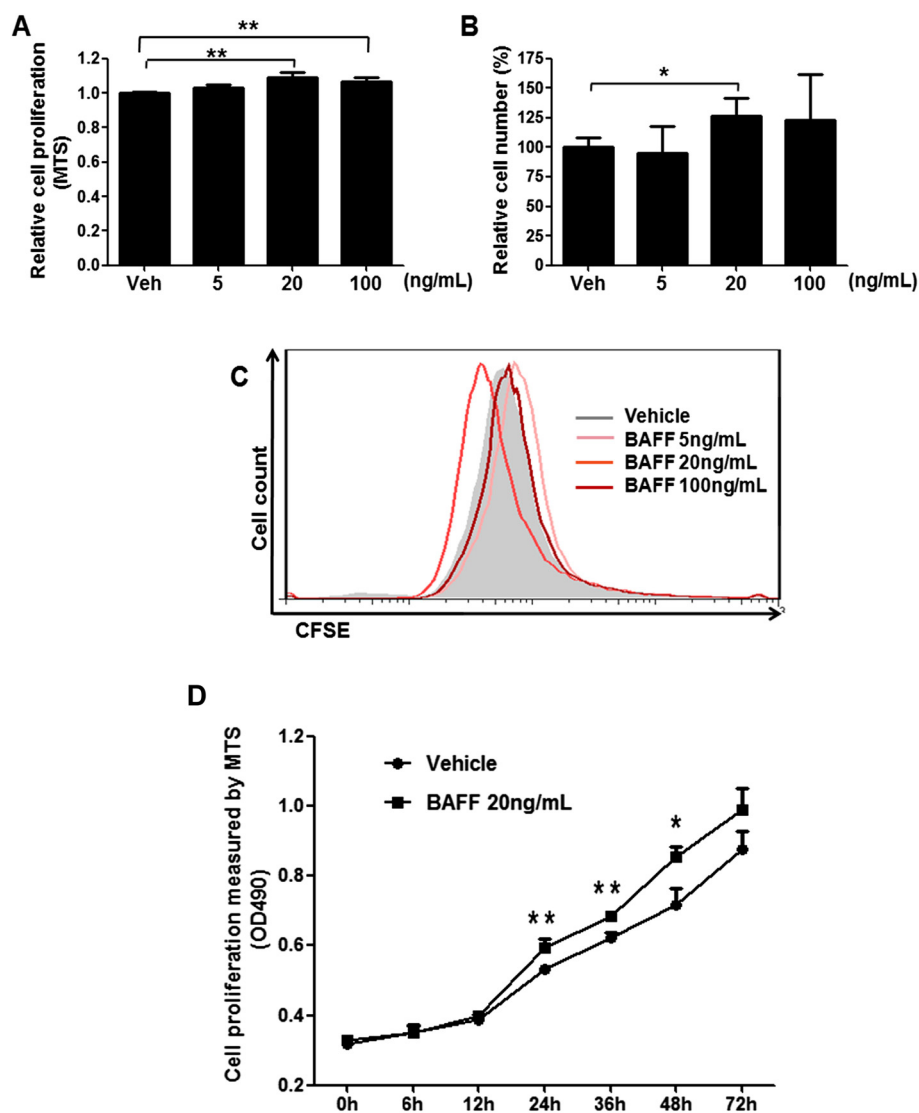 A
**
**
Relative cell proliferation
(MTS)
1.2
1.0
0.8
0.6
0.4
0.2
0.0
Veh 5 20 100 (ng/mL)
B
*
Relative cell number (%)
175
150
125
100
75
50
25
0
Veh 5 20 100 (ng/mL)
C
Cell count
Vehicle
BAFF 5ng/mL
BAFF 20ng/mL
BAFF 100ng/mL
CFSE
D
Cell proliferation measured by MTS
(OD490)
1.2
1.0
0.8
0.6
0.4
0.2
Vehicle
BAFF 20ng/mL
**
**
*
0h 6h 12h 24h 36h 48h 72h